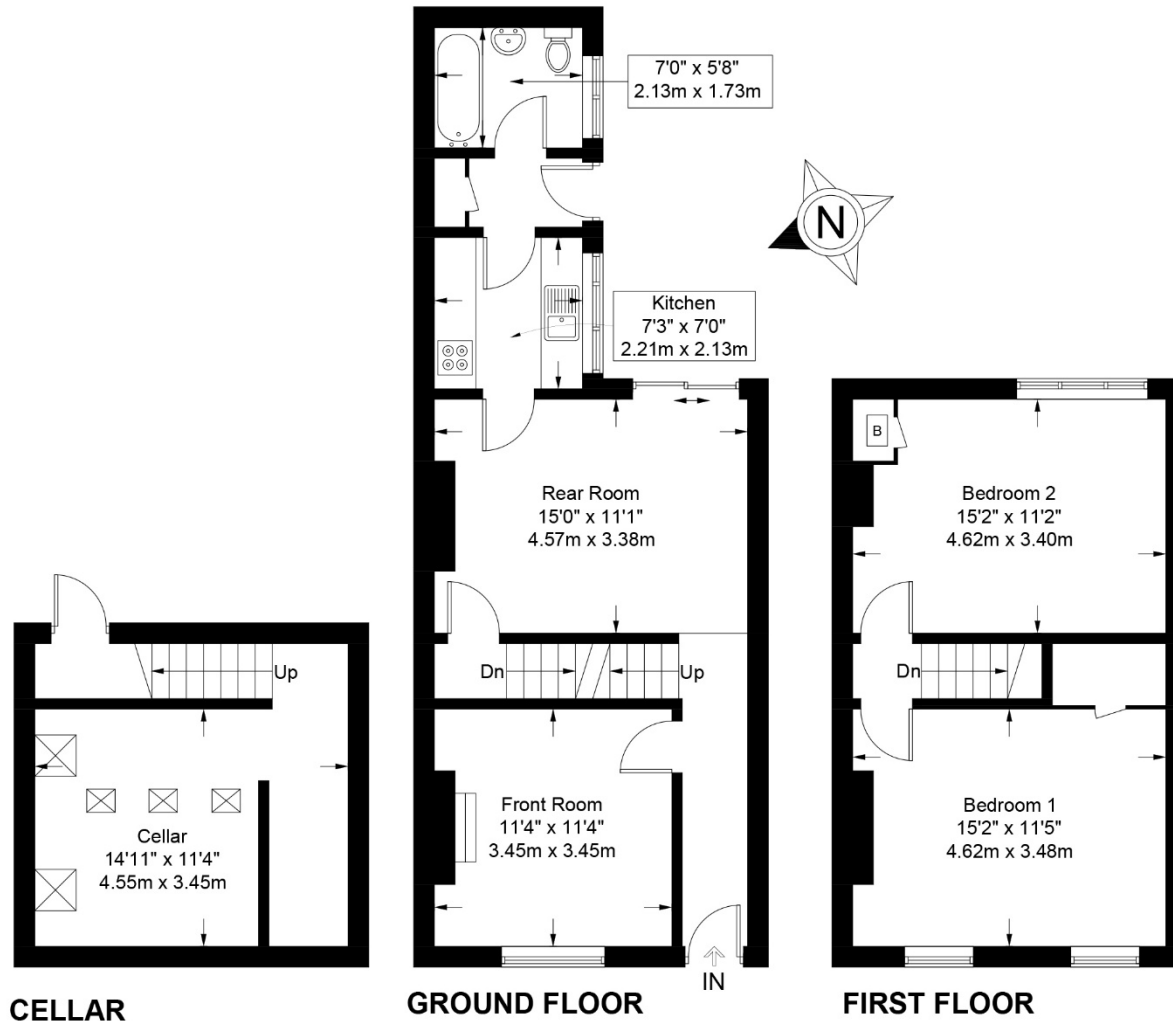 7'0" x 5'8"
2.13m x 1.73m
N
Kitchen
7'3" x 7'0"
2.21m x 2.13m
Rear Room
15'0" x 11'1"
4.57m x 3.38m
B
Bedroom 2
15'2" x 11'2"
4.62m x 3.40m
Up
Dn
Up
Dn
Cellar
14'11" x 11'4"
4.55m x 3.45m
Front Room
11'4" x 11'4"
3.45m x 3.45m
Bedroom 1
15'2" x 11'5"
4.62m x 3.48m
IN
CELLAR
GROUND FLOOR
FIRST FLOOR